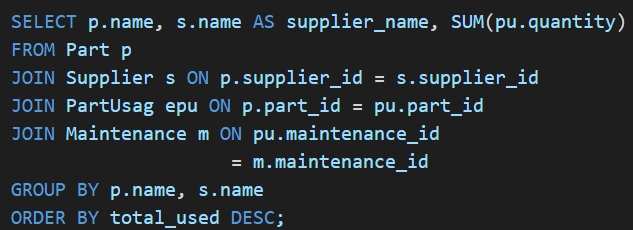 SELECT p.name, s.name AS supplier_name, SUM(pu.quantity)
FROM Part p
JOIN Supplier s ON p.supplier_id = s.supplier_id
JOIN PartUsag epu ON p.part_id = pu.part_id
JOIN Maintenance m ON pu.maintenance_id
= m.maintenance_id
GROUP BY p.name, s.name
ORDER BY total_used DESC;